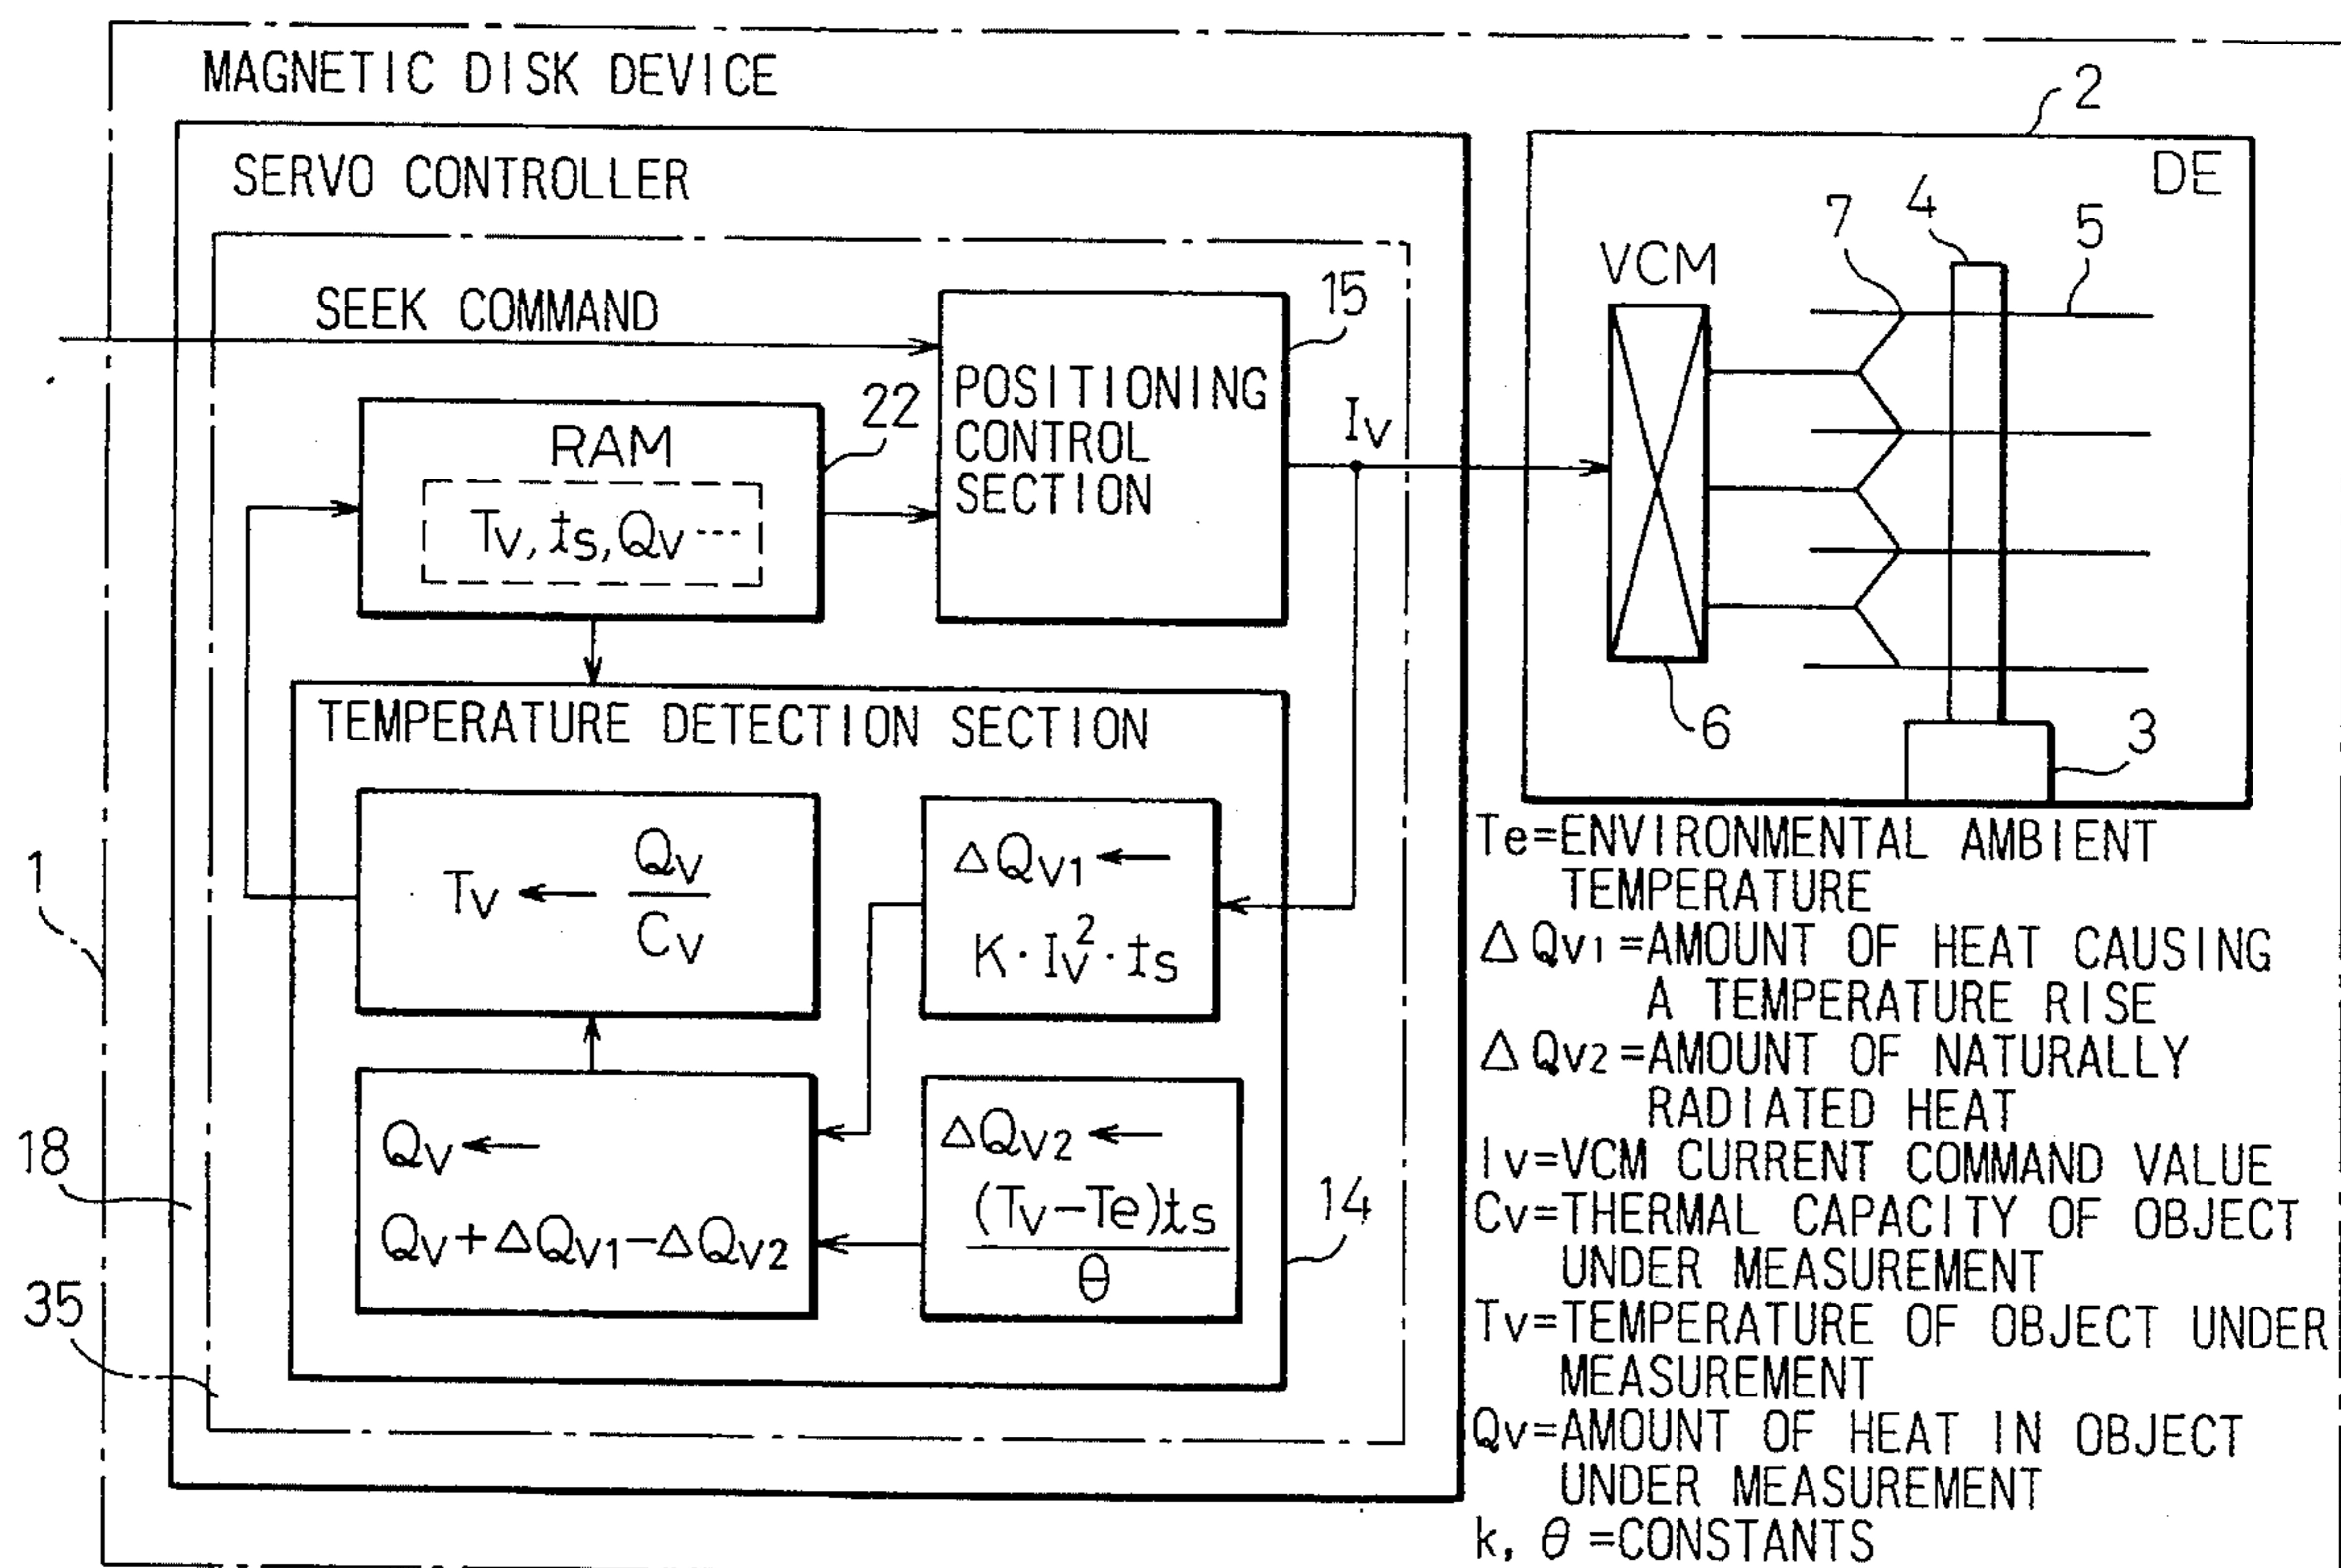 MAGNETIC DISK DEVICE
SERVO CONTROLLER
SEEK COMMAND
15
POSITIONING
CONTROL
SECTION
22
RAM
Tv, ts, Qv ----
Iv
TEMPERATURE DETECTION SECTION
Tv ← Qv / Cv
ΔQv1 ←
K · Iv² · ts
Qv ←
Qv + ΔQv1 − ΔQv2
ΔQv2 ←
(Tv − Te)ts / θ
14
1
18
35
2
DE
VCM
7
4
5
6
3
Te=ENVIRONMENTAL AMBIENT
TEMPERATURE
ΔQv1=AMOUNT OF HEAT CAUSING
A TEMPERATURE RISE
ΔQv2=AMOUNT OF NATURALLY
RADIATED HEAT
Iv=VCM CURRENT COMMAND VALUE
Cv=THERMAL CAPACITY OF OBJECT
UNDER MEASUREMENT
Tv=TEMPERATURE OF OBJECT UNDER
MEASUREMENT
Qv=AMOUNT OF HEAT IN OBJECT
UNDER MEASUREMENT
k, θ =CONSTANTS